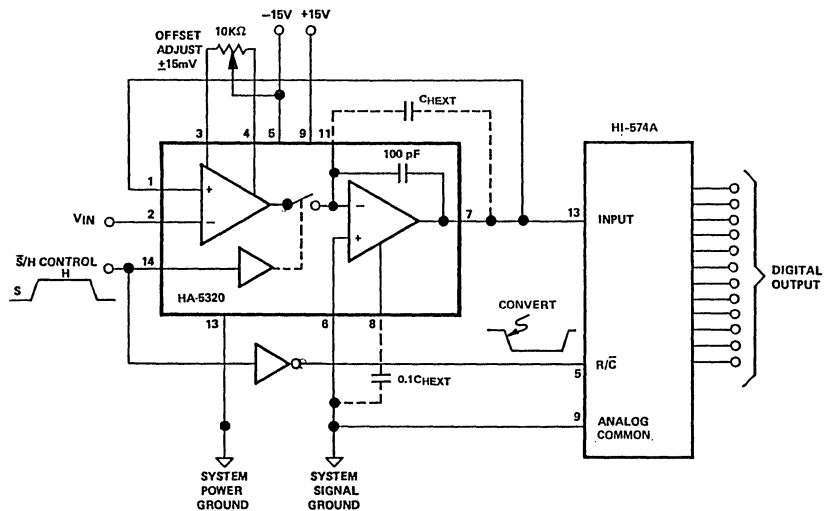 −15V +15V
OFFSET
ADJUST
±15mV
10KΩ
CHEXT
3 4 5 9 11
HI-574A
100 pF
1
+
−
2
VIN
−
+
7
13
INPUT
S̅/H CONTROL
H
S
14
HA-5320
13
6
8
CONVERT
DIGITAL
OUTPUT
0.1CHEXT
R/C̅
5
9
ANALOG
COMMON
SYSTEM
POWER
GROUND
SYSTEM
SIGNAL
GROUND